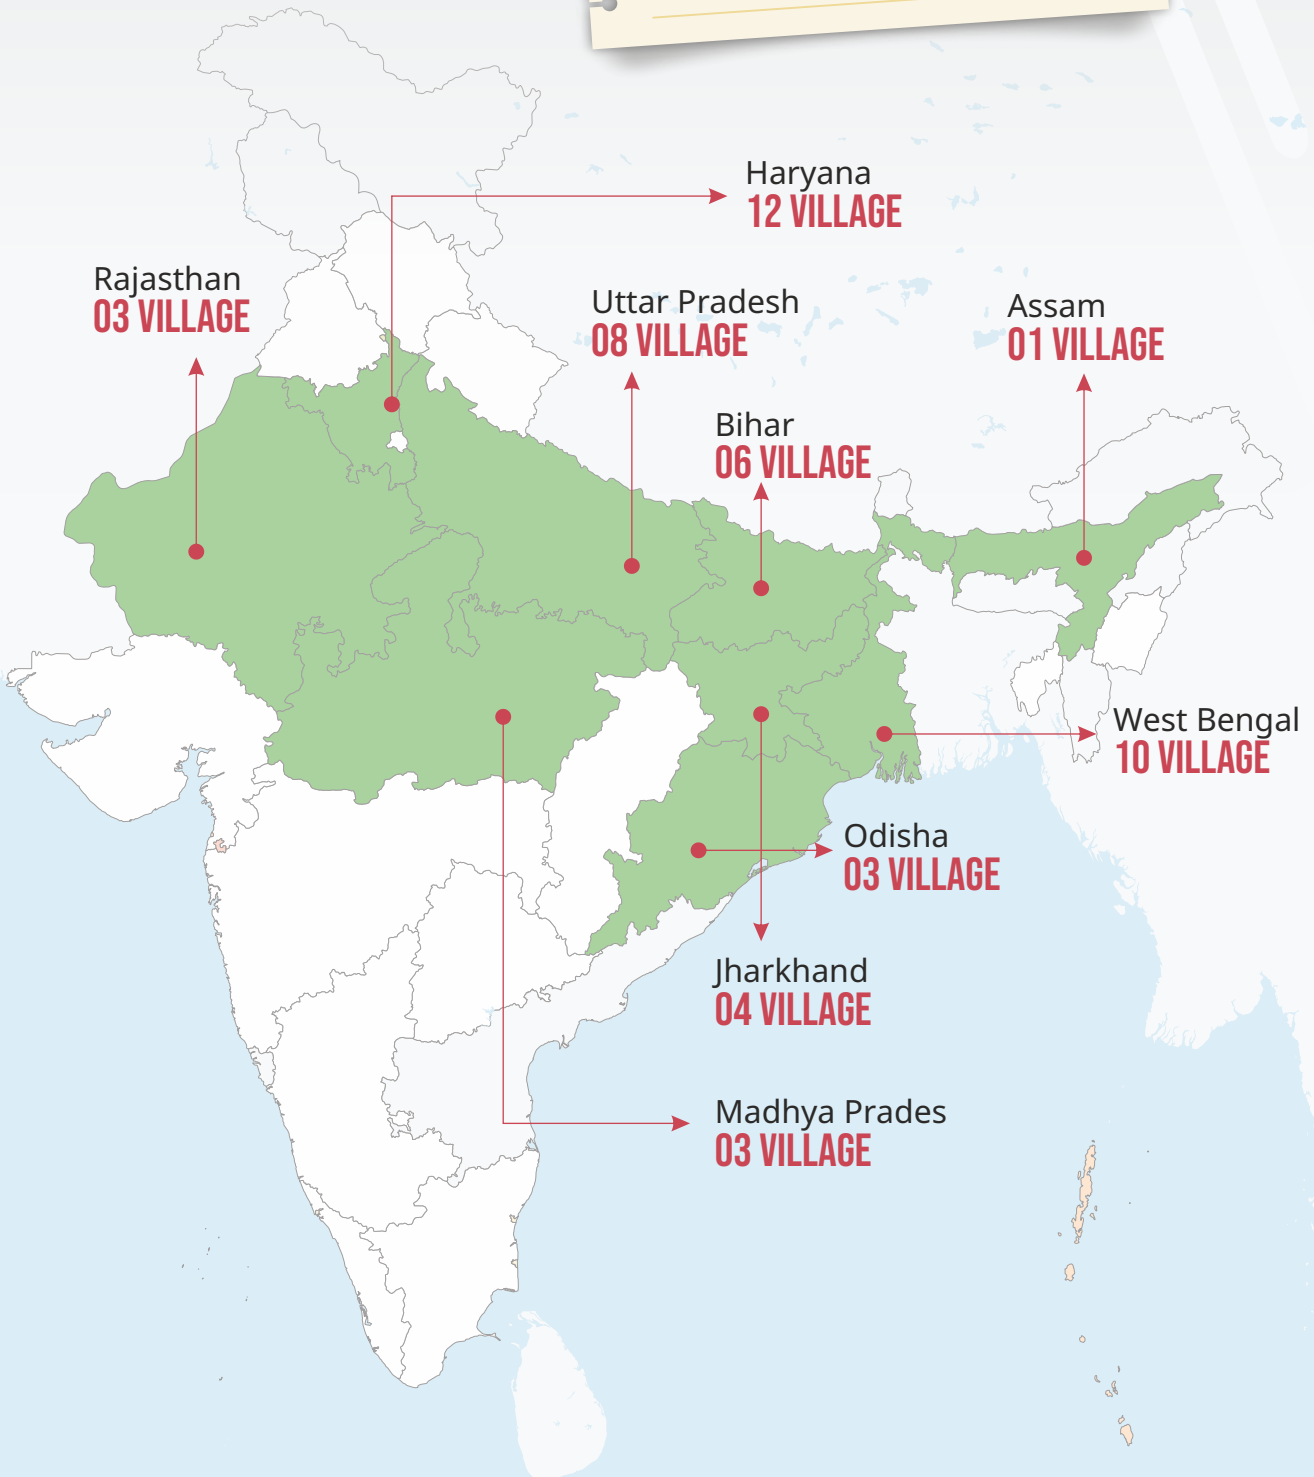 Haryana
12 VILLAGE
Rajasthan
03 VILLAGE
Uttar Pradesh
08 VILLAGE
Assam
01 VILLAGE
Bihar
06 VILLAGE
West Bengal
10 VILLAGE
Odisha
03 VILLAGE
Jharkhand
04 VILLAGE
Madhya Prades
03 VILLAGE